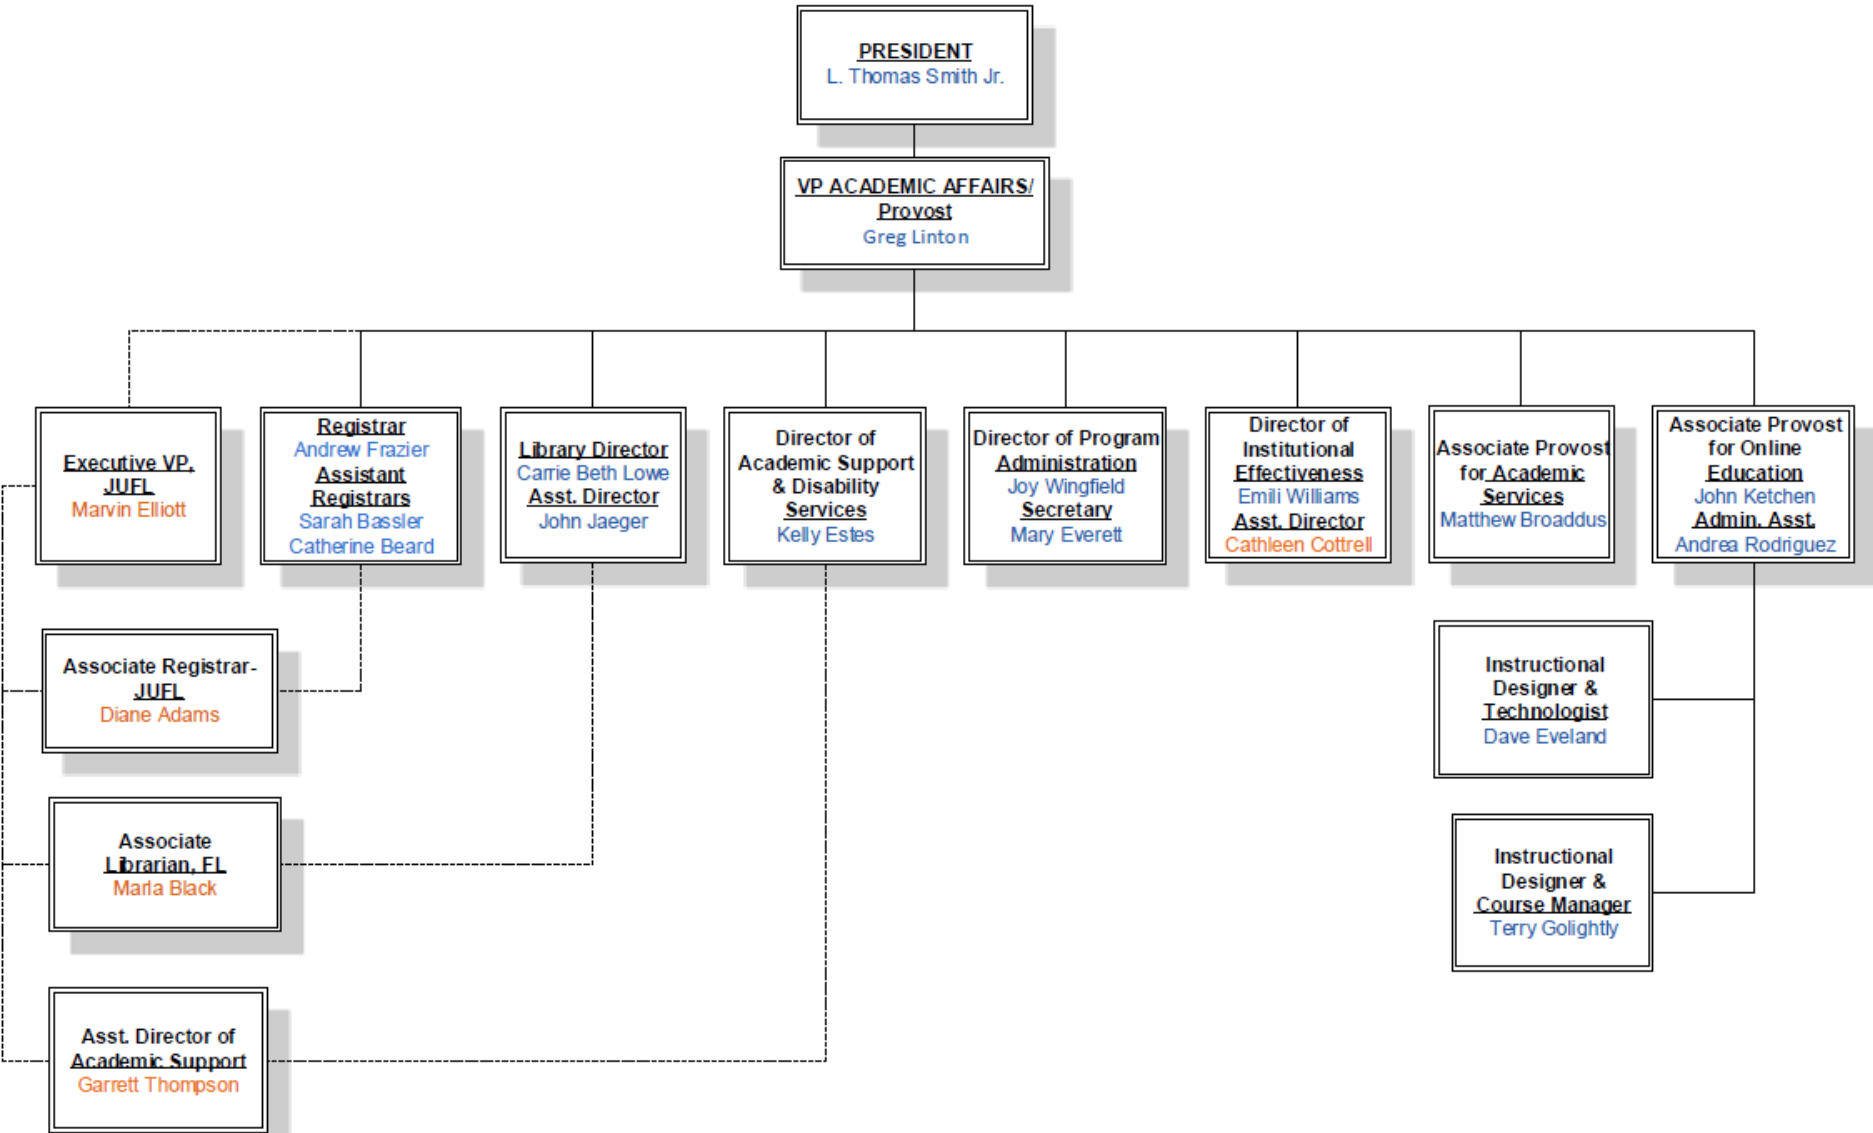 PRESIDENT
L. Thomas Smith Jr.
VP ACADEMIC AFFAIRS/
Provost
Greg Linton
Executive VP,
JUFL
Marvin Elliott
Registrar
Andrew Frazier
Assistant
Registrars
Sarah Bassler
Catherine Beard
Library Director
Carrie Beth Lowe
Asst. Director
John Jaeger
Director of
Academic Support
& Disability
Services
Kelly Estes
Director of Program
Administration
Joy Wingfield
Secretary
Mary Everett
Director of
Institutional
Effectiveness
Emili Williams
Asst. Director
Cathleen Cottrell
Associate Provost
for Academic
Services
Matthew Broaddus
Associate Provost
for Online
Education
John Ketchen
Admin. Asst.
Andrea Rodriguez
Associate Registrar-
JUFL
Diane Adams
Instructional
Designer &
Technologist
Dave Eveland
Associate
Librarian, FL
Marla Black
Instructional
Designer &
Course Manager
Terry Golightly
Asst. Director of
Academic Support
Garrett Thompson